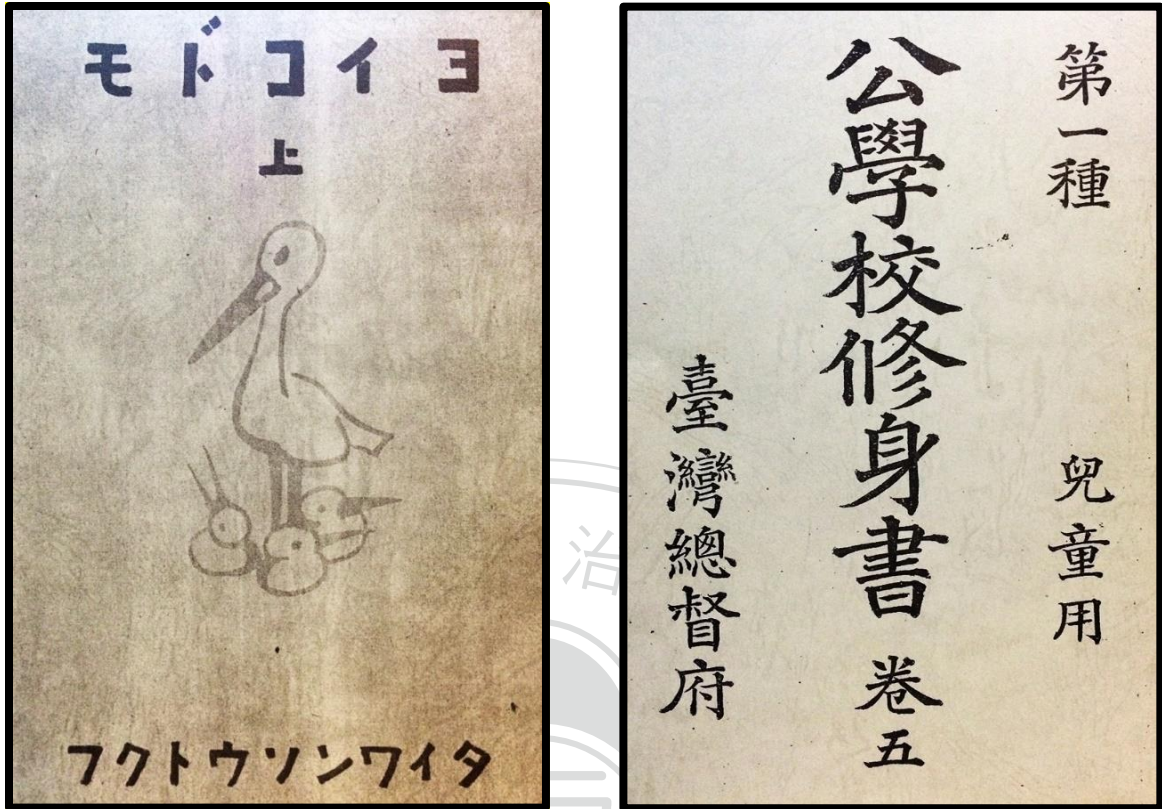 ヨイコドモ
上
タイワンソウトクフ
第一種 兒童用
公學校修身書 卷五
臺灣總督府
治